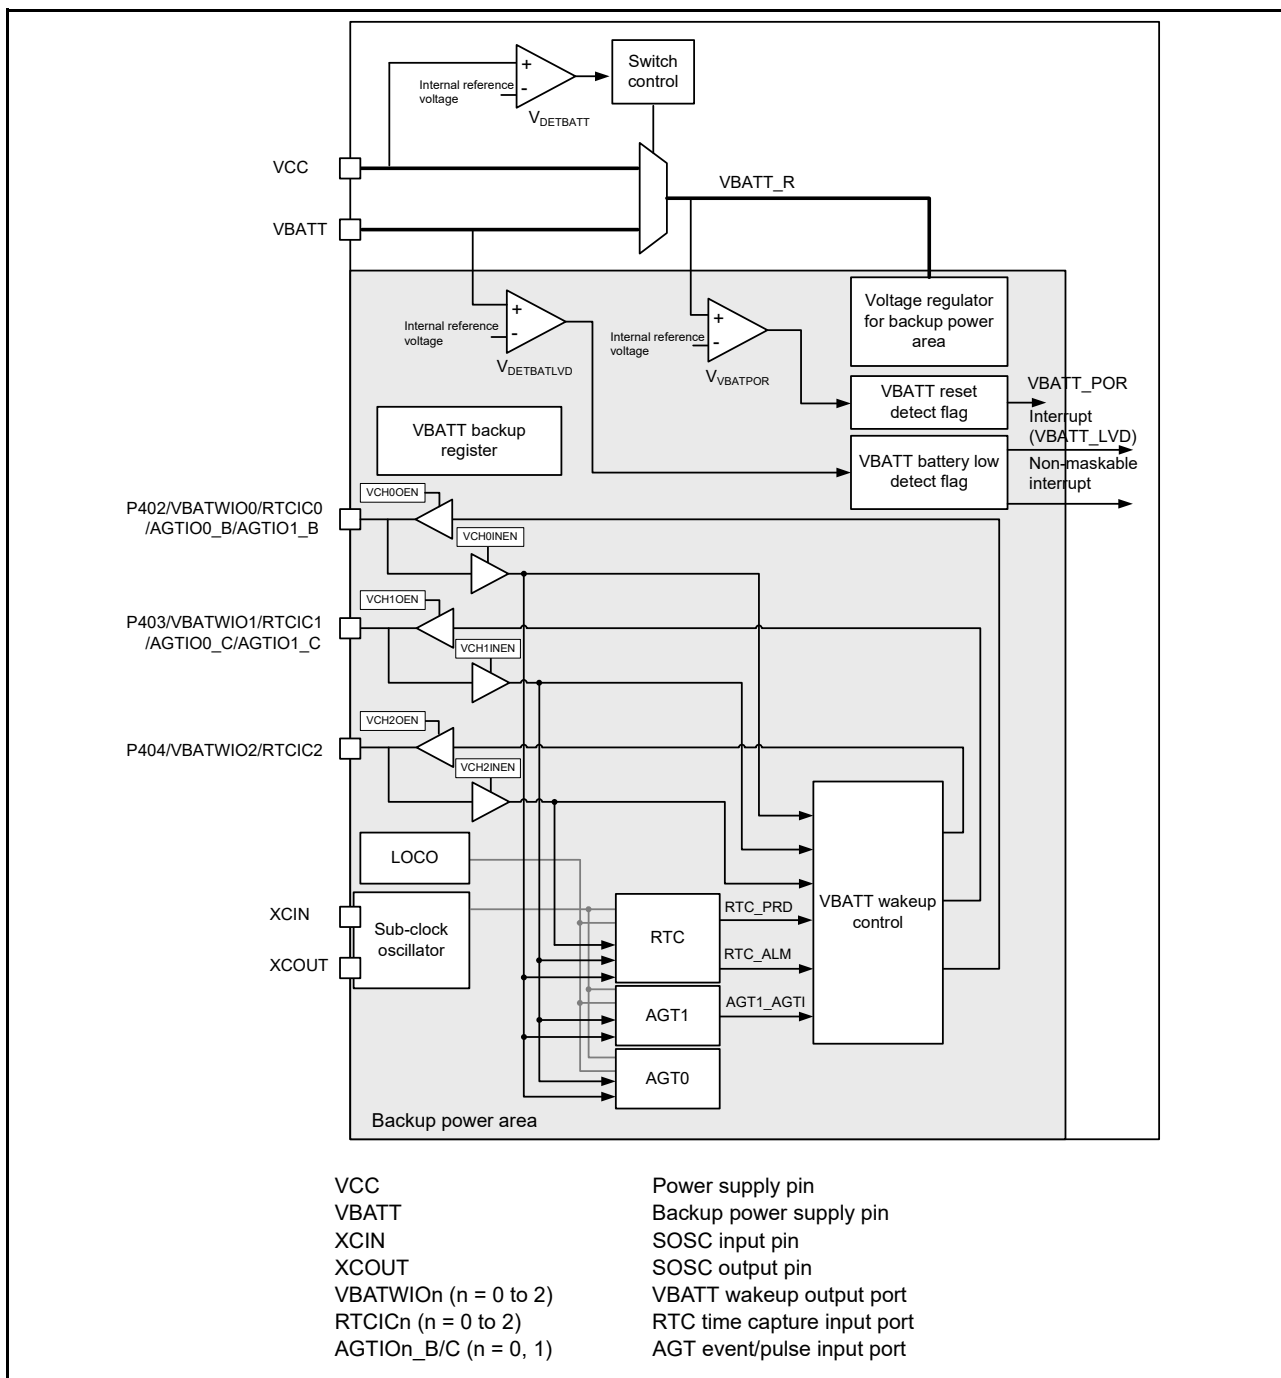 Switch
control
Internal reference
voltage
+
-
VDETBATT
VCC
VBATT_R
VBATT
Voltage regulator
for backup power
area
Internal reference
voltage
+
-
VDETBATLVD
Internal reference
voltage
+
-
VVBATPOR
VBATT reset
detect flag
VBATT_POR
Interrupt
(VBATT_LVD)
VBATT backup
register
VBATT battery low
detect flag
Non-maskable
interrupt
VCH0OEN
P402/VBATWIO0/RTCIC0
/AGTIO0_B/AGTIO1_B
VCH0INEN
VCH1OEN
P403/VBATWIO1/RTCIC1
/AGTIO0_C/AGTIO1_C
VCH1INEN
VCH2OEN
P404/VBATWIO2/RTCIC2
VCH2INEN
LOCO
VBATT wakeup
control
XCIN
Sub-clock
oscillator
XCOUT
RTC
RTC_PRD
RTC_ALM
AGT1
AGT1_AGTI
AGT0
Backup power area
VCC Power supply pin
VBATT Backup power supply pin
XCIN SOSC input pin
XCOUT SOSC output pin
VBATWIOn (n = 0 to 2) VBATT wakeup output port
RTCICn (n = 0 to 2) RTC time capture input port
AGTIOn_B/C (n = 0, 1) AGT event/pulse input port